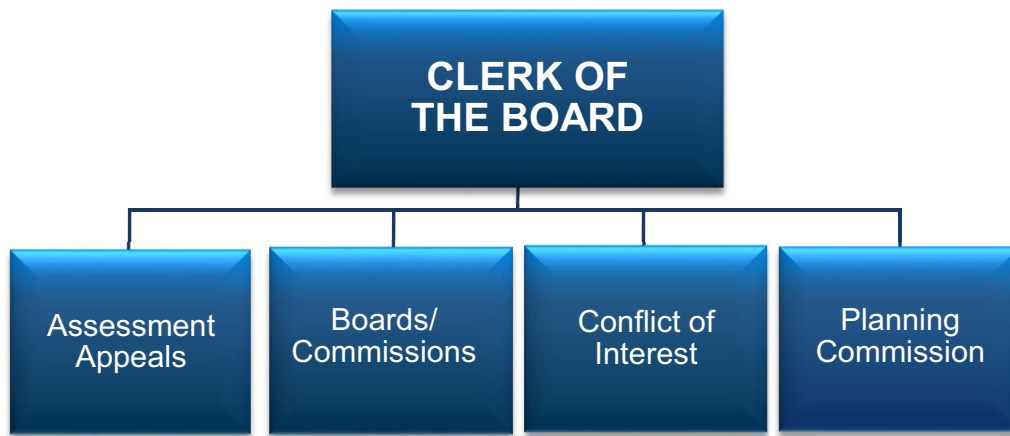 CLERK OF
THE BOARD
Assessment
Appeals
Boards/
Commissions
Conflict of
Interest
Planning
Commission